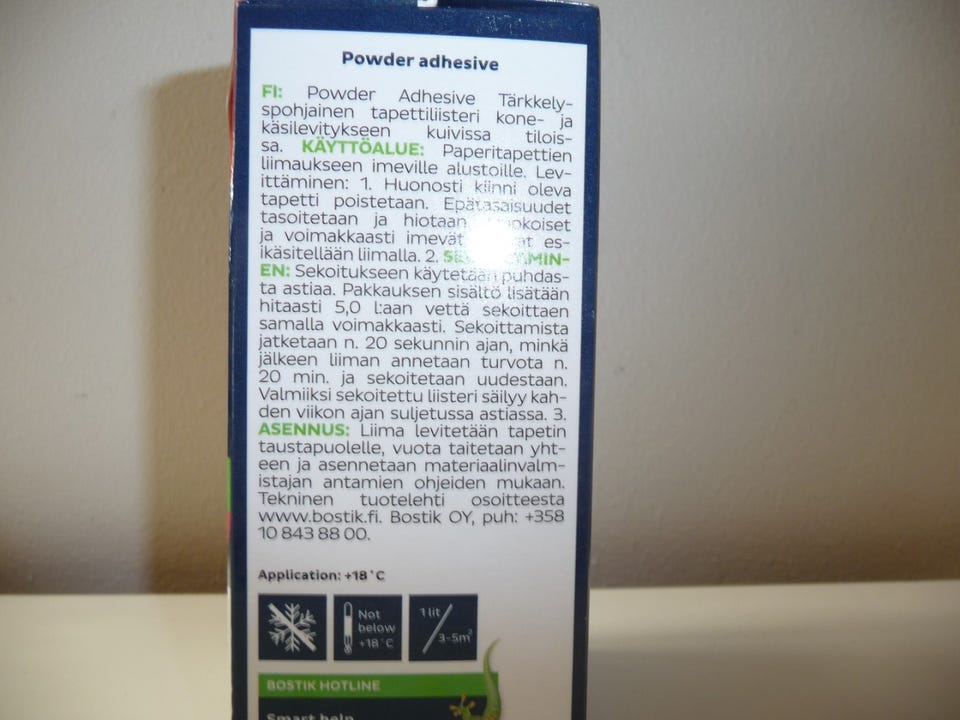 Powder adhesive
FI: Powder Adhesive Tärkkely-
spohjainen tapettiliisteri kone- ja
käsilevitykseen kuivissa tilois-
sa. KÄYTTÖALUE: Paperitapettien
liimaukseen imeville alustoille. Lev-
ittäminen: 1. Huonosti kiinni oleva
tapetti poistetaan. Epätasaisuudet
tasoitetaan ja hiotaan
ja voimakkaasti imevät es-
ikäsitellään liimalla. 2.
EN: Sekoitukseen käytetään puhdas-
ta astiaa. Pakkauksen sisältö lisätään
hitaasti 5,0 l:aan vettä sekoittaen
samalla voimakkaasti. Sekoittamista
jatketaan n. 20 sekunnin ajan, minkä
jälkeen liiman annetaan turvota n.
20 min. ja sekoitetaan uudestaan.
Valmiiksi sekoitettu liisteri säilyy kah-
den viikon ajan suljetussa astiassa. 3.
ASENNUS: Liima levitetään tapetin
taustapuolelle, vuota taitetaan yht-
een ja asennetaan materiaalinvalm-
istajan antamien ohjeiden mukaan.
Tekninen tuotelehti osoitteesta
www.bostik.fi. Bostik OY, puh: +358
10 843 88 00.
Application: +18°C
Not
below
+18°C
1 lit
3-5m²
BOSTIK HOTLINE
Smart help